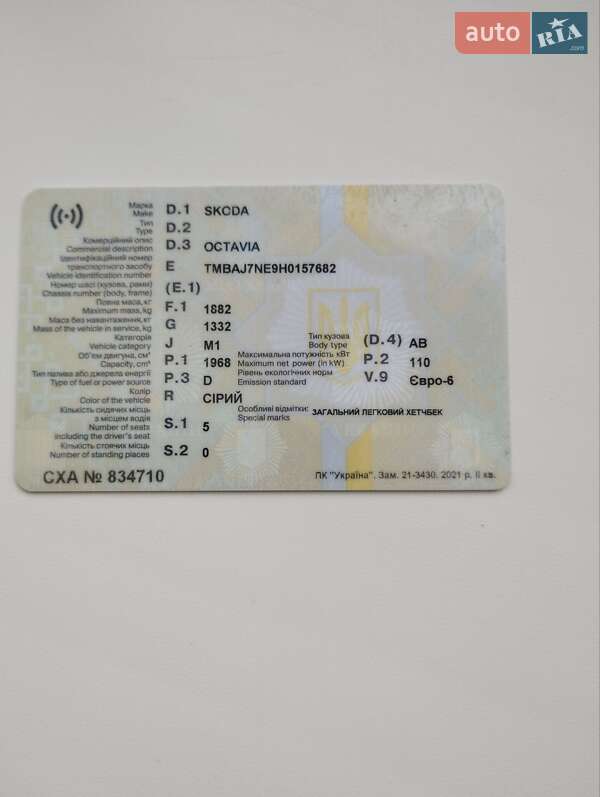 auto RIA .com
Марка
Make D.1 SKODA
Тип
Type D.2
Комерційний опис
Commercial description D.3 OCTAVIA
Ідентифікаційний номер
транспортного засобу E TMBAJ7NE9H0157682
Vehicle identification number
Номер шасі (кузова, рами) (E.1)
Chassis number (body, frame)
Повна маса, кг
Maximum mass, kg F.1 1882
Маса без навантаження, кг
Mass of the vehicle in service, kg G 1332
Категорія
Vehicle category J M1 Тип кузова
Body type (D.4) АВ
Об'єм двигуна, см³
Capacity, cm³ P.1 1968 Максимальна потужність кВт
Maximum net power (in kW) P.2 110
Тип палива або джерела енергії
Type of fuel or power source P.3 D Рівень екологічних норм
Emission standard V.9 Євро-6
Колір
Color of the vehicle R СІРИЙ
Кількість сидячих місць
з місцем водія
Number of seats
including the driver's seat S.1 5 Особливі відмітки:
Special marks ЗАГАЛЬНИЙ ЛЕГКОВИЙ ХЕТЧБЕК
Кількість стоячих місць
Number of standing places S.2 0
СХА № 834710 ПК "Україна". Зам. 21-3430. 2021 р. II кв.